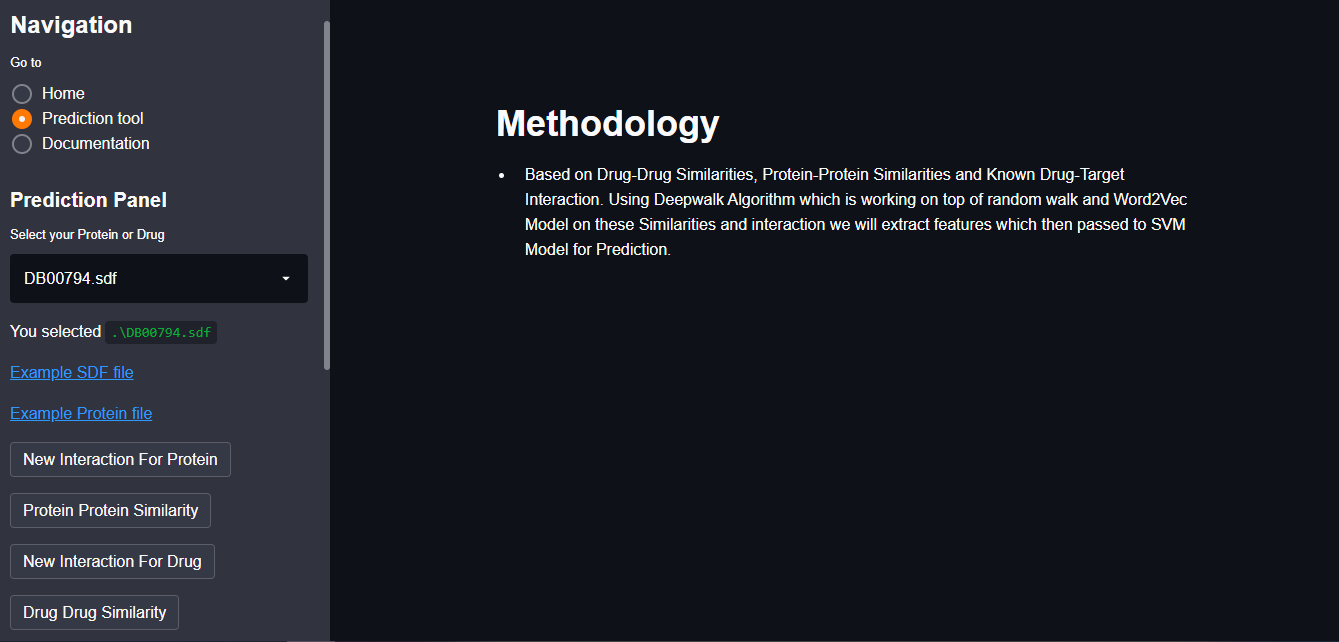 Navigation
Go to
Home
Prediction tool
Documentation
Prediction Panel
Select your Protein or Drug
DB00794.sdf
You selected .\DB00794.sdf
Example SDF file
Example Protein file
New Interaction For Protein
Protein Protein Similarity
New Interaction For Drug
Drug Drug Similarity
Methodology
Based on Drug-Drug Similarities, Protein-Protein Similarities and Known Drug-Target
Interaction. Using Deepwalk Algorithm which is working on top of random walk and Word2Vec
Model on these Similarities and interaction we will extract features which then passed to SVM
Model for Prediction.